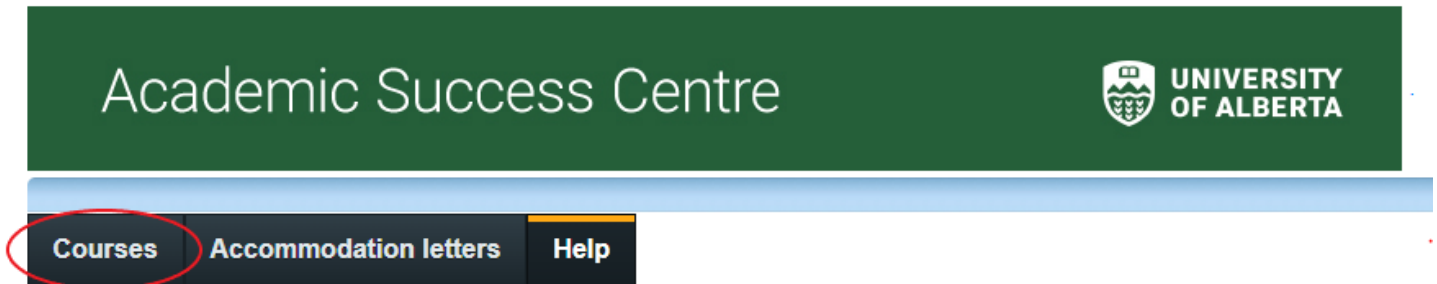 Academic Success Centre
UNIVERSITY
OF ALBERTA
Courses Accommodation letters Help